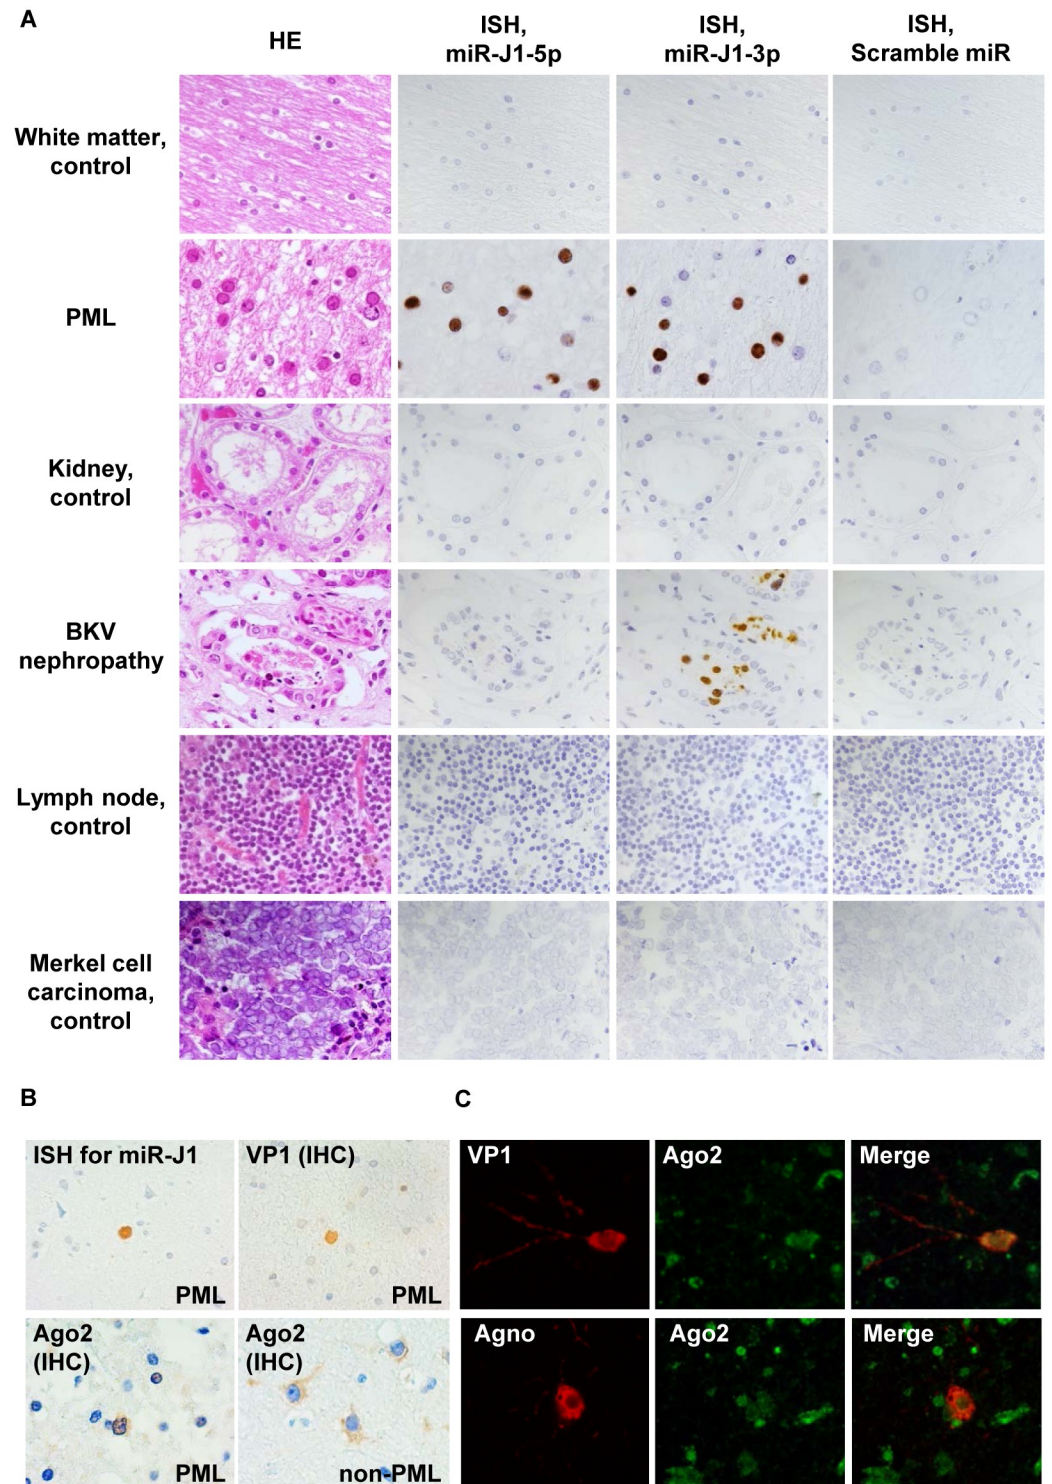 A
HE
ISH,
miR-J1-5p
ISH,
miR-J1-3p
ISH,
Scramble miR
White matter,
control
PML
Kidney,
control
BKV
nephropathy
Lymph node,
control
Merkel cell
carcinoma,
control
B
C
ISH for miR-J1
PML
VP1 (IHC)
PML
VP1
Ago2
Merge
Ago2
(IHC)
PML
Ago2
(IHC)
non-PML
Agno
Ago2
Merge